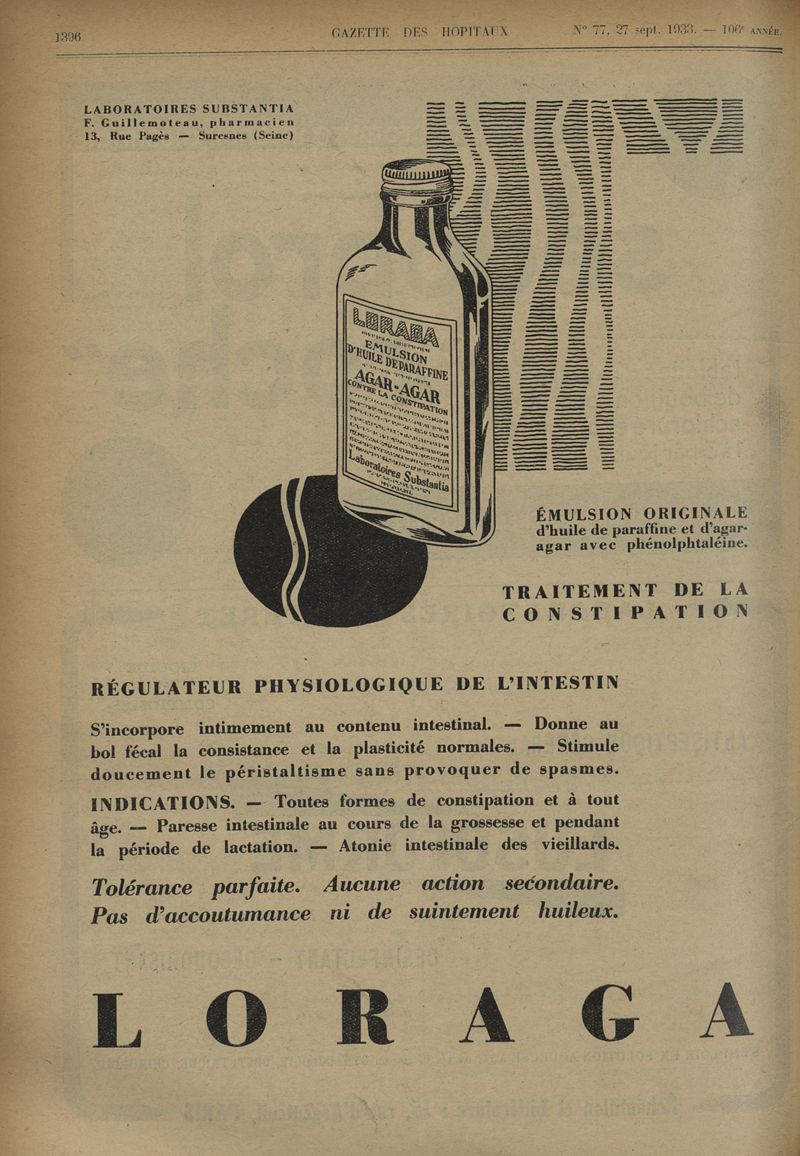 1396
GAZETTE DES HOPITAUX
N° 77, 27 sept. 1933. — 106e ANNÉE.
LABORATOIRES SUBSTANTIA
F. Guillemoteau, pharmacien
13, Rue Pagès — Suresnes (Seine)
LORAGA
EMULSION
D'HUILE DE PARAFFINE
AGAR-AGAR
CONTRE LA CONSTIPATION
Laboratoires Substantia
ÉMULSION ORIGINALE
d'huile de paraffine et d'agar-
agar avec phénolphtaléine.
TRAITEMENT DE LA
CONSTIPATION
RÉGULATEUR PHYSIOLOGIQUE DE L'INTESTIN
S'incorpore intimement au contenu intestinal. — Donne au
bol fécal la consistance et la plasticité normales. — Stimule
doucement le péristaltisme sans provoquer de spasmes.
INDICATIONS. — Toutes formes de constipation et à tout
âge. — Paresse intestinale au cours de la grossesse et pendant
la période de lactation. — Atonie intestinale des vieillards.
Tolérance parfaite. Aucune action secondaire.
Pas d'accoutumance ni de suintement huileux.
LORAGA